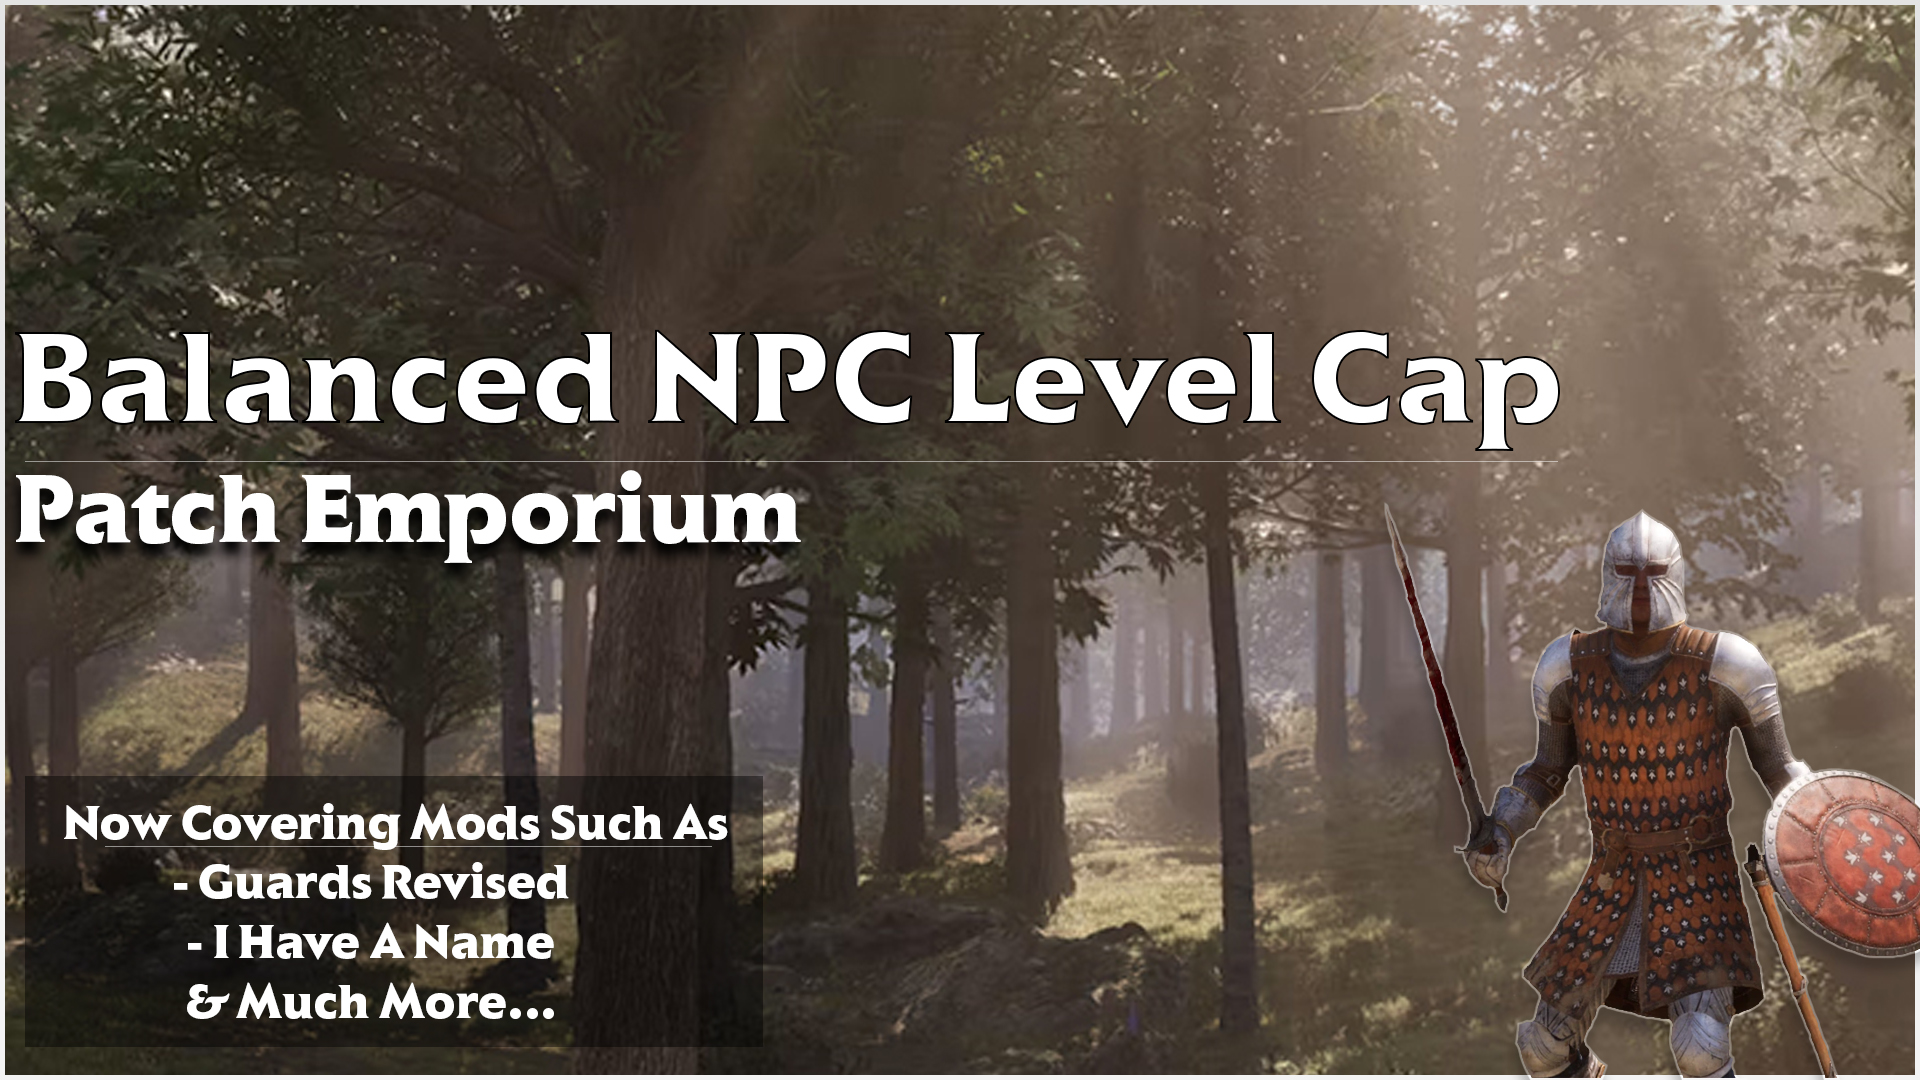 Balanced NPC Level Cap
Patch Emporium
Now Covering Mods Such As
- Guards Revised
- I Have A Name
& Much More...